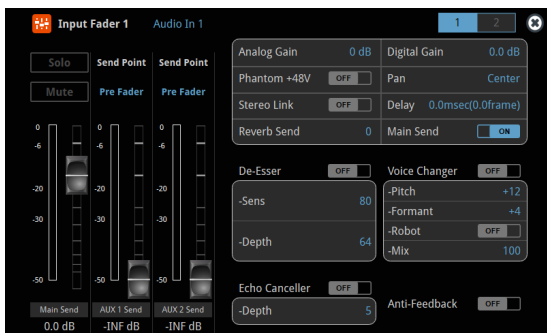 Input Fader 1 Audio In 1 1 2
Solo Send Point Send Point
Mute Pre Fader Pre Fader
0 0 0
-6 -6 -6
-20 -20 -20
-30 -30 -30
-50 -50 -50
Main Send AUX 1 Send AUX 2 Send
0.0 dB -INF dB -INF dB
Analog Gain 0 dB Digital Gain 0.0 dB
Phantom +48V OFF Pan Center
Stereo Link OFF Delay 0.0msec(0.0frame)
Reverb Send 0 Main Send ON
De-Esser OFF Voice Changer OFF
-Sens 80
-Depth 64
-Pitch +12
-Formant +4
-Robot OFF
-Mix 100
Echo Canceller OFF Anti-Feedback OFF
-Depth 5